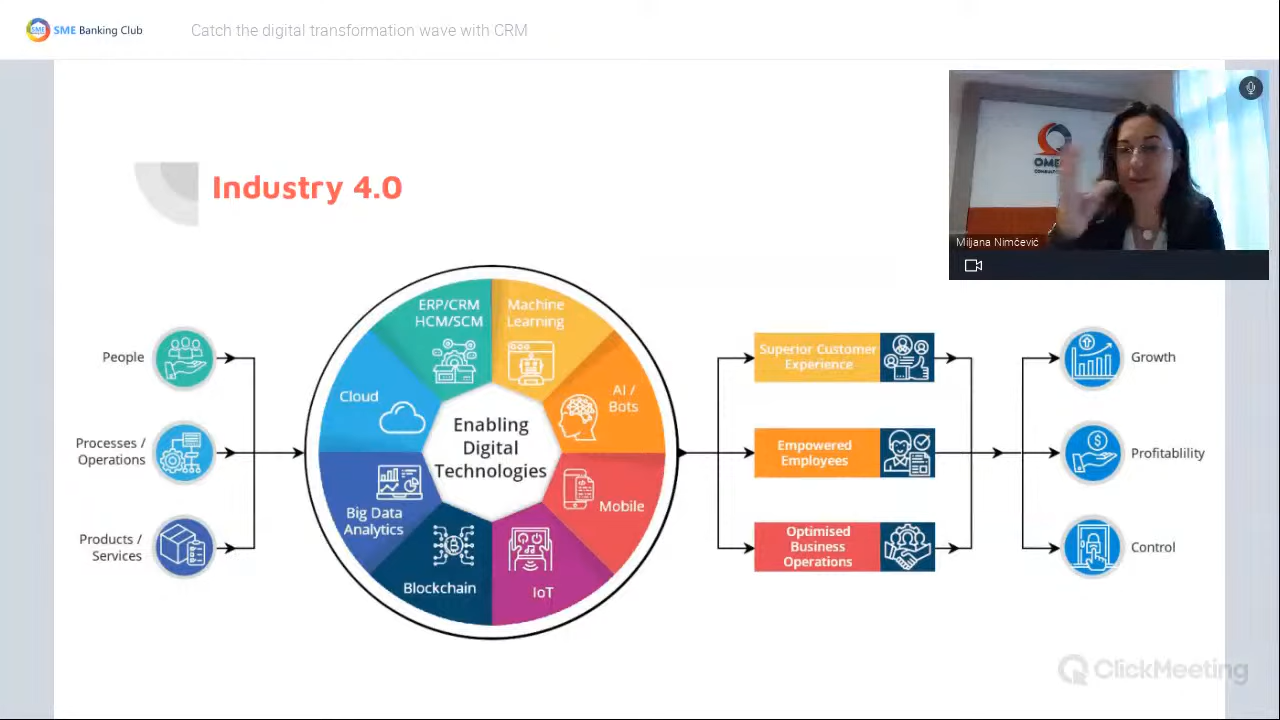 SME
SME Banking Club
Catch the digital transformation wave with CRM
Miljana Nimčević
Industry 4.0
People
Processes /
Operations
Products /
Services
ERP/CRM
HCM/SCM
Machine
Learning
AI /
Bots
Mobile
IoT
Blockchain
Big Data
Analytics
Cloud
Enabling
Digital
Technologies
Superior Customer
Experience
Empowered
Employees
Optimised
Business
Operations
Growth
Profitablility
Control
ClickMeeting